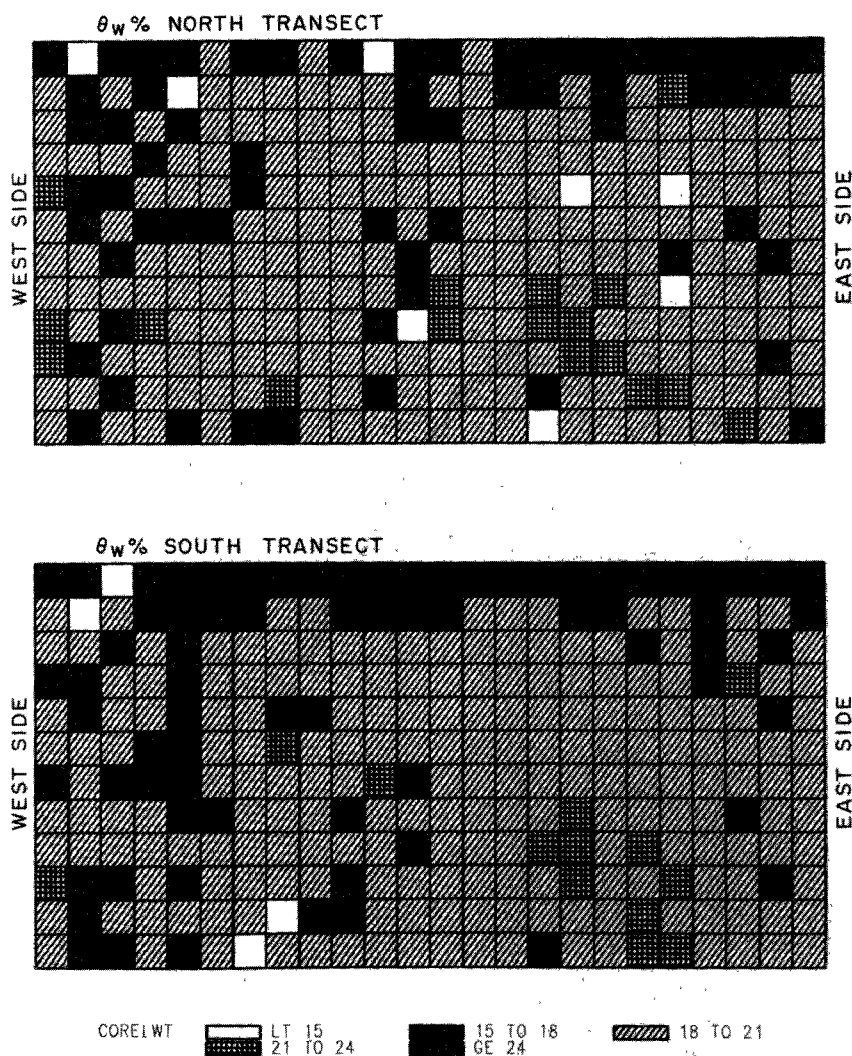 θw% NORTH TRANSECT
WEST SIDE
EAST SIDE
θw% SOUTH TRANSECT
WEST SIDE
EAST SIDE
CORELWT LT 15 15 TO 18 18 TO 21
21 TO 24 GE 24